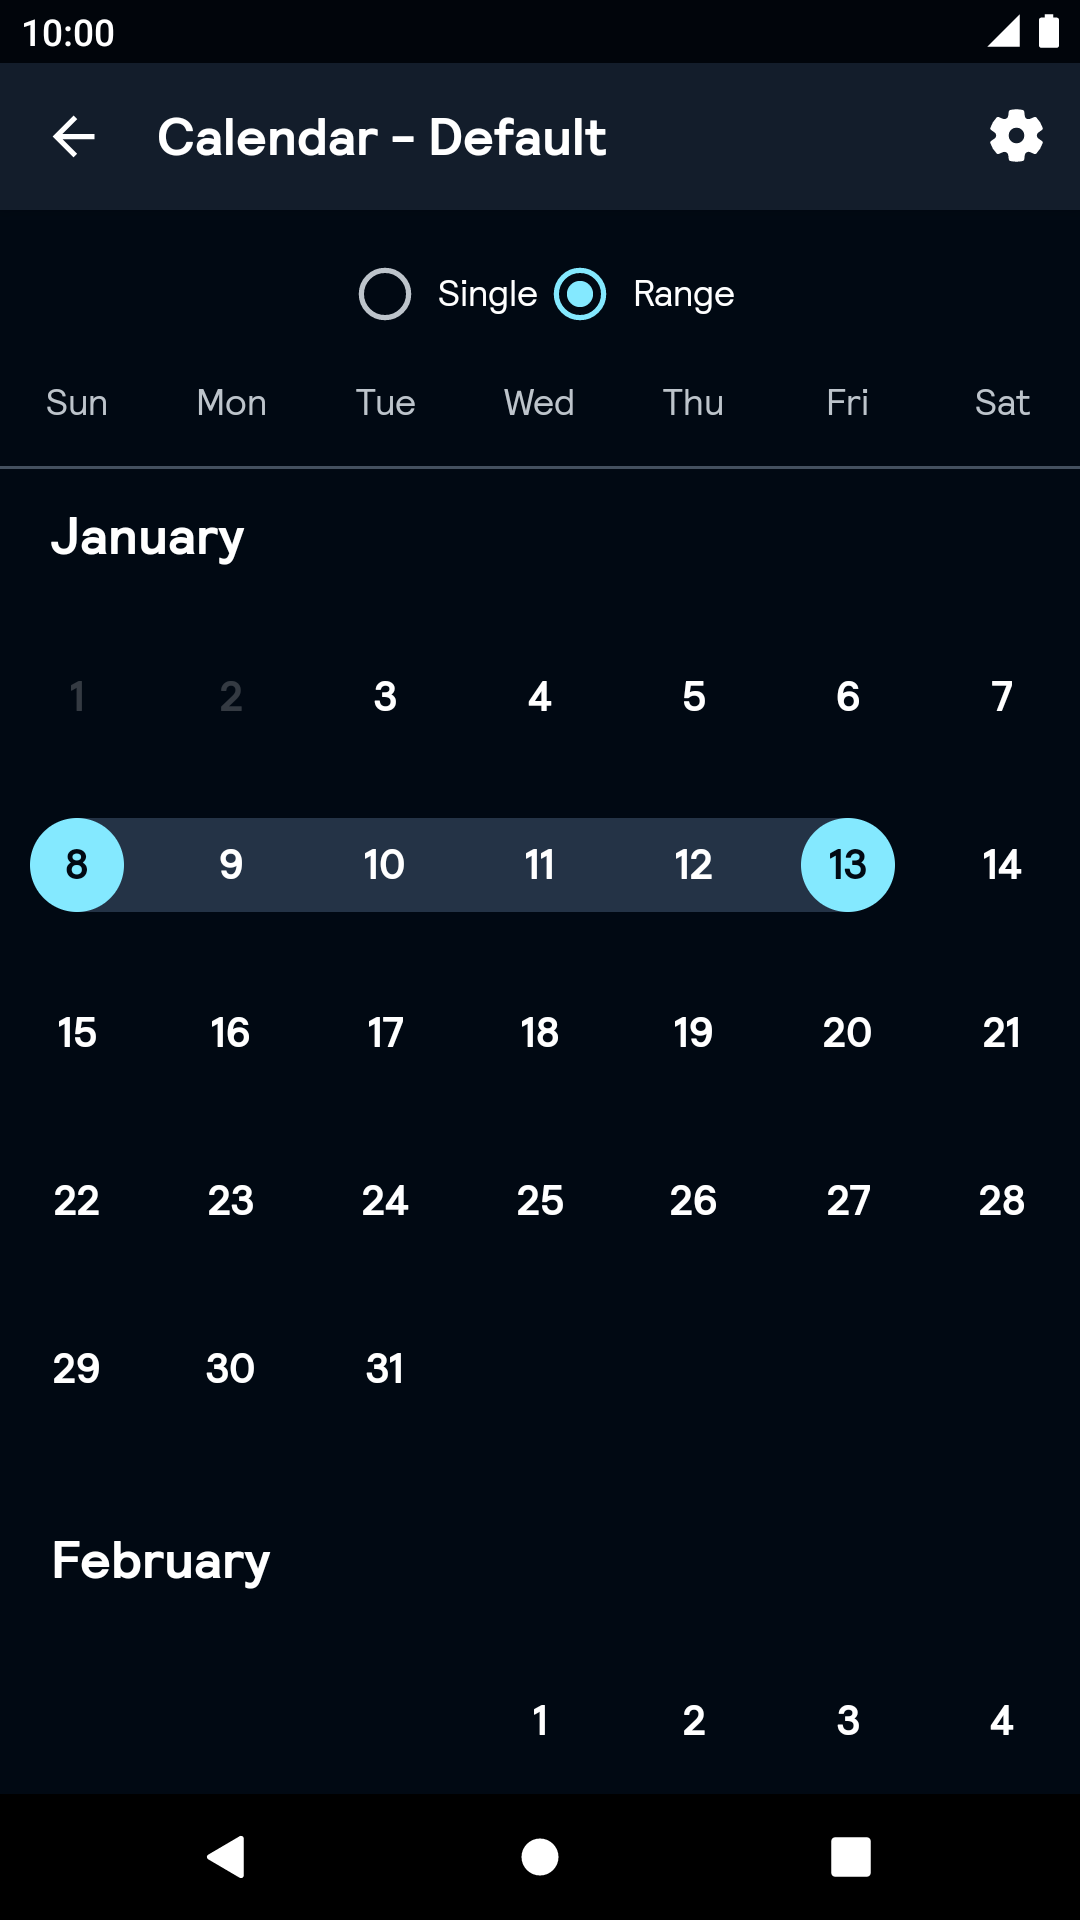 10:00
Calendar - Default
Single Range
Sun Mon Tue Wed Thu Fri Sat
January
1 2 3 4 5 6 7
8 9 10 11 12 13 14
15 16 17 18 19 20 21
22 23 24 25 26 27 28
29 30 31
February
1 2 3 4